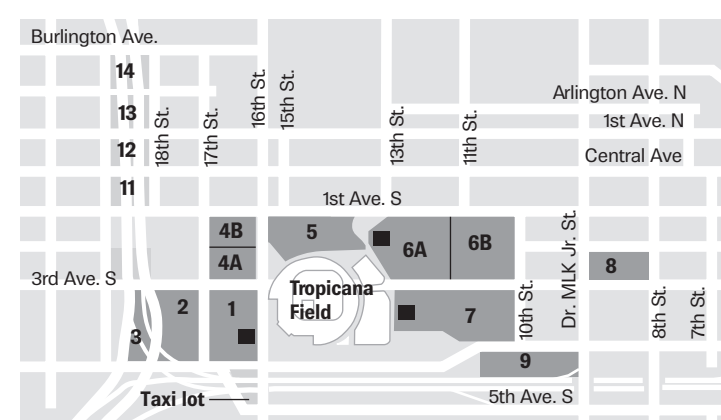 Burlington Ave.
14
13
12
11
18th St.
17th St.
16th St.
15th St.
13th St.
11th St.
Arlington Ave. N
1st Ave. N
Central Ave
1st Ave. S
4B
4A
5
6A
6B
Dr. MLK Jr. St.
8
3rd Ave. S
Tropicana
Field
3
2
1
7
10th St.
8th St.
7th St.
9
Taxi lot
5th Ave. S